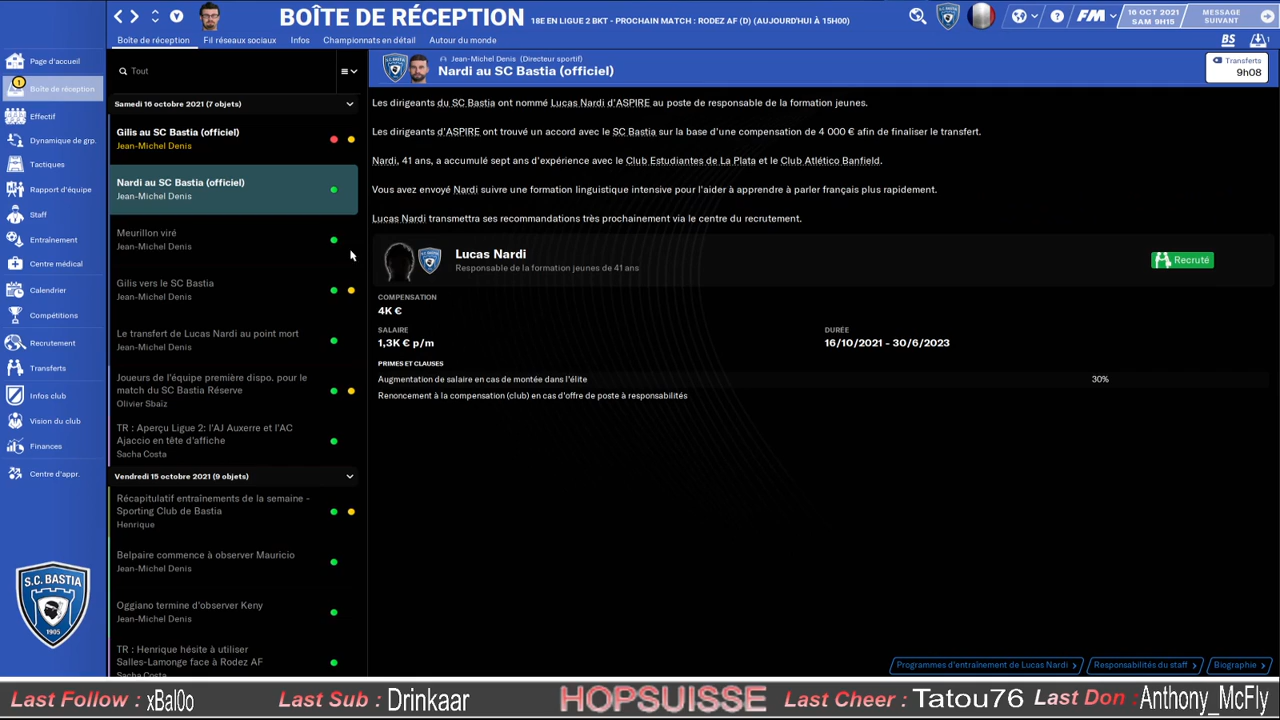 BOÎTE DE RÉCEPTION
18E EN LIGUE 2 BKT - PROCHAIN MATCH : RODEZ AF (D) (AUJOURD'HUI À 15H00)
FM
16 OCT 2021
SAM 9H15
MESSAGE
SUIVANT
Boîte de réception
Fil réseaux sociaux
Infos
Championnats en détail
Autour du monde
BS
1
Page d'accueil
1
Boîte de réception
Effectif
Dynamique de grp.
Tactiques
Rapport d'équipe
Staff
Entraînement
Centre médical
Calendrier
Compétitions
Recrutement
Transferts
Infos club
Vision du club
Finances
Centre d'appr.
S.C. BASTIA
1905
Tout
Samedi 16 octobre 2021 (7 objets)
Gilis au SC Bastia (officiel)
Jean-Michel Denis
Nardi au SC Bastia (officiel)
Jean-Michel Denis
Meurillon viré
Jean-Michel Denis
Gilis vers le SC Bastia
Jean-Michel Denis
Le transfert de Lucas Nardi au point mort
Jean-Michel Denis
Joueurs de l'équipe première dispo. pour le
match du SC Bastia Réserve
Olivier Sbaïz
TR : Aperçu Ligue 2: l'AJ Auxerre et l'AC
Ajaccio en tête d'affiche
Sacha Costa
Vendredi 15 octobre 2021 (9 objets)
Récapitulatif entraînements de la semaine -
Sporting Club de Bastia
Henrique
Belpaire commence à observer Mauricio
Jean-Michel Denis
Oggiano termine d'observer Keny
Jean-Michel Denis
TR : Henrique hésite à utiliser
Salles-Lamonge face à Rodez AF
Sacha Costa
Jean-Michel Denis (Directeur sportif)
Nardi au SC Bastia (officiel)
Transferts
9h08
Les dirigeants du SC Bastia ont nommé Lucas Nardi d'ASPIRE au poste de responsable de la formation jeunes.
Les dirigeants d'ASPIRE ont trouvé un accord avec le SC Bastia sur la base d'une compensation de 4 000 € afin de finaliser le transfert.
Nardi, 41 ans, a accumulé sept ans d'expérience avec le Club Estudiantes de La Plata et le Club Atlético Banfield.
Vous avez envoyé Nardi suivre une formation linguistique intensive pour l'aider à apprendre à parler français plus rapidement.
Lucas Nardi transmettra ses recommandations très prochainement via le centre du recrutement.
Lucas Nardi
Responsable de la formation jeunes de 41 ans
Recruté
COMPENSATION
4K €
SALAIRE
1,3K € p/m
DURÉE
16/10/2021 - 30/6/2023
PRIMES ET CLAUSES
Augmentation de salaire en cas de montée dans l'élite
30%
Renoncement à la compensation (club) en cas d'offre de poste à responsabilités
Programmes d'entraînement de Lucas Nardi
Responsabilités du staff
Biographie
Last Follow : xBal0o
Last Sub : Drinkaar
HOPSUISSE
Last Cheer : Tatou76
Last Don : Anthony_McFly